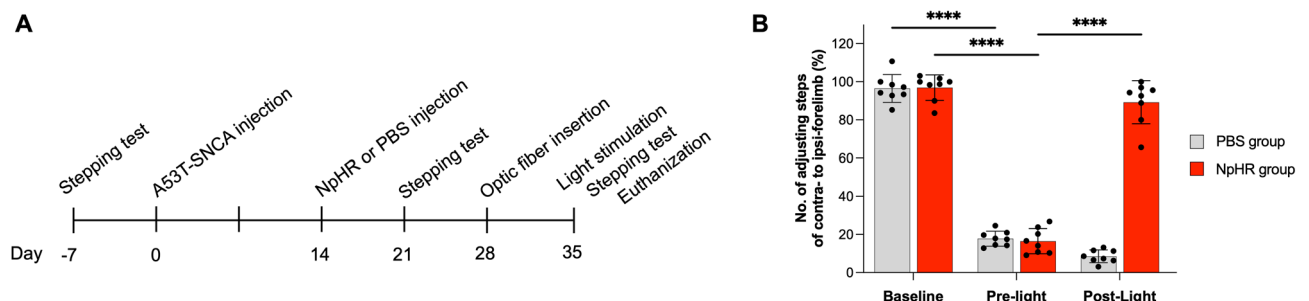 A
Stepping test
A53T-SNCA injection
NpHR or PBS injection
Stepping test
Optic fiber insertion
Light stimulation
Stepping test
Euthanization
Day
-7
0
14
21
28
35
B
No. of adjusting steps
of contra- to ipsi-forelimb (%)
120
100
80
60
40
20
0
****
****
****
Baseline
Pre-light
Post-Light
PBS group
NpHR group